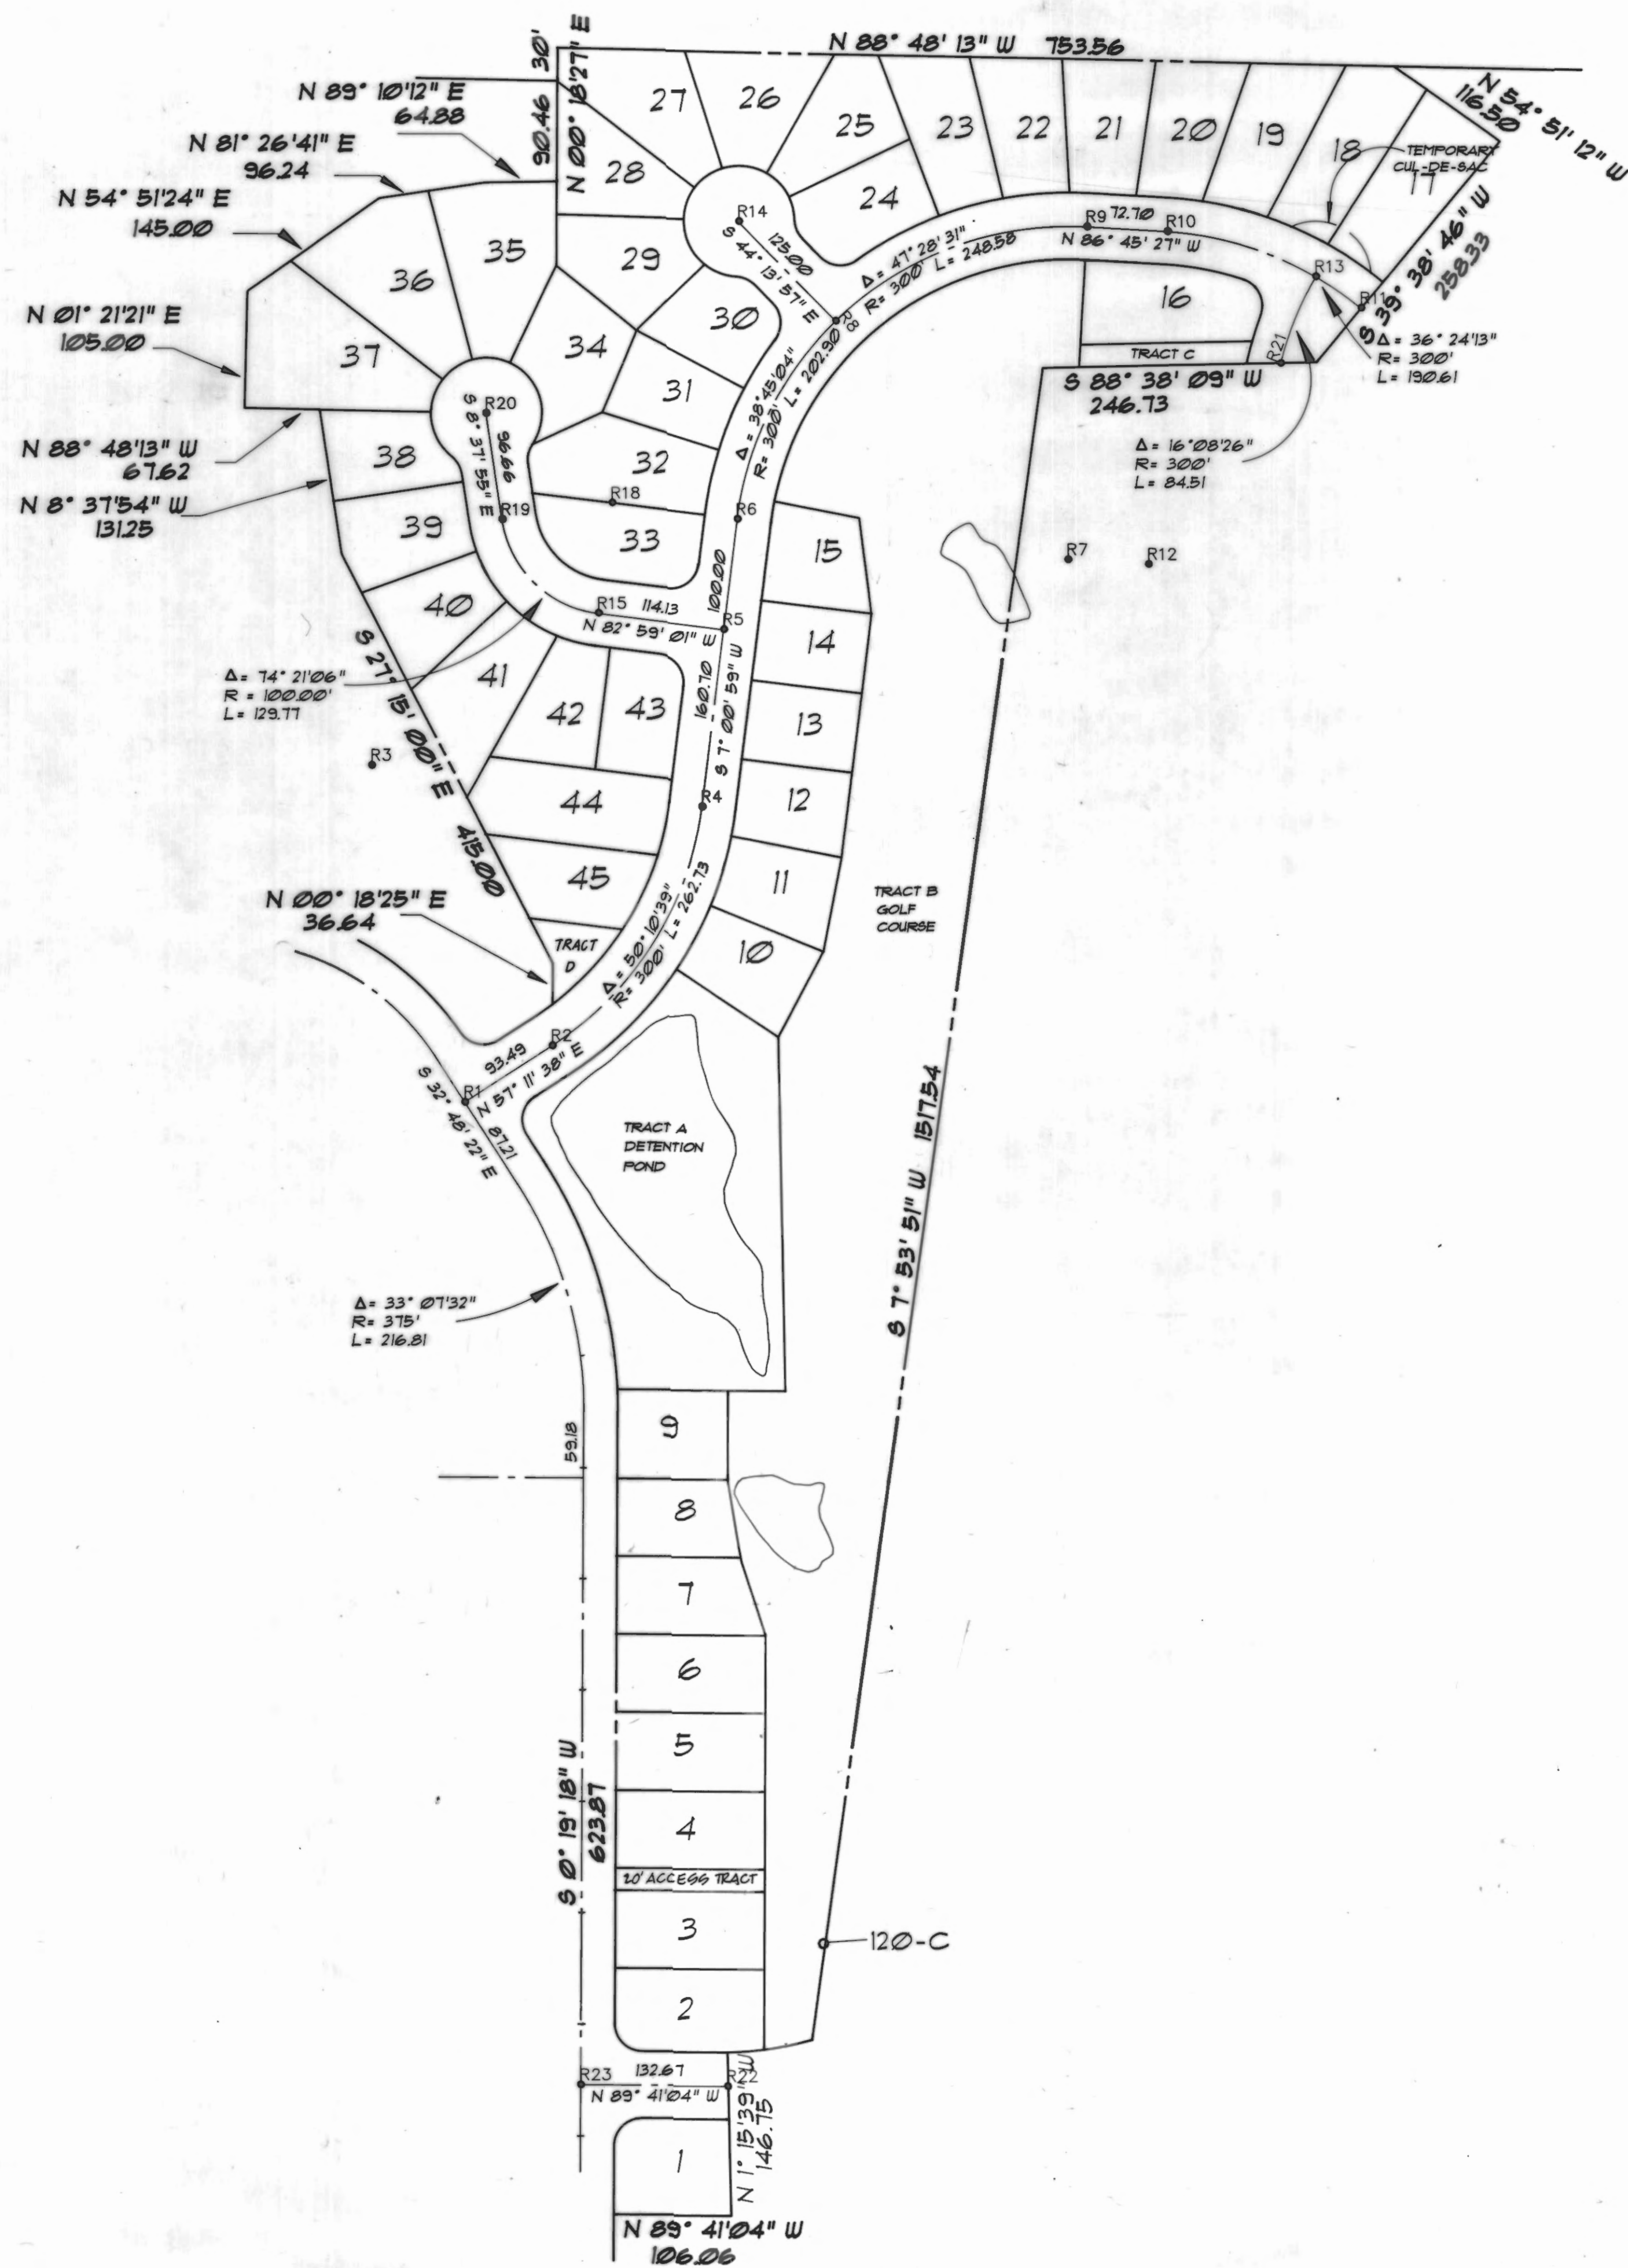 N 88° 48' 13" W 753.56
N 54° 51' 12" W
116.50
30'
90.46
N 00° 18'27" E
N 89° 10'12" E
64.88
N 81° 26'41" E
96.24
N 54° 51'24" E
145.00
N 01° 21'21" E
105.00
N 88° 48'13" W
67.62
N 8° 37'54" W
131.25
27
26
25
23
22
21
20
19
18
17
TEMPORARY
CUL-DE-SAC
28
24
35
29
36
30
34
37
31
R14
125.00
S 44° 13' 57" E
Δ = 47° 28' 31"
R= 300' L= 248.58
R9 72.70 R10
N 86° 45' 27" W
R13
R11
S 39° 38' 46" W
258.33
R8
16
TRACT C
R21
S 88° 38' 09" W
246.73
Δ = 36° 24'13"
R= 300'
L= 190.61
Δ = 16°08'26"
R= 300'
L= 84.51
Δ = 38°45'04"
R= 300' L= 202.90
R20
S 8° 37' 55" E
96.66
R19
38
32
R18
39
33
R6
15
R7
R12
40
R15 114.13
N 82° 59' 01" W
100.00
R5
14
S 27° 15' 00" E 415.00
Δ= 74° 21'06"
R = 100.00'
L= 129.77
41
42
43
160.70
S 7° 00' 59" W
13
R3
R4
44
12
45
11
10
TRACT B
GOLF
COURSE
N 00° 18'25" E
36.64
TRACT
D
Δ = 50° 10'39"
R= 300' L= 262.73
R2
93.49
N 57° 11' 38" E
R1
87.21
S 32° 48' 22" E
TRACT A
DETENTION
POND
S 7° 53' 51" W 1517.54
Δ= 33° 07'32"
R= 375'
L= 216.81
59.18
9
8
7
6
5
S 0° 19' 18" W
623.87
4
20' ACCESS TRACT
3
120-C
2
R23 132.67 R22
N 89° 41'04" W
N 1° 15'39" W
146.75
1
N 89° 41'04" W
106.06